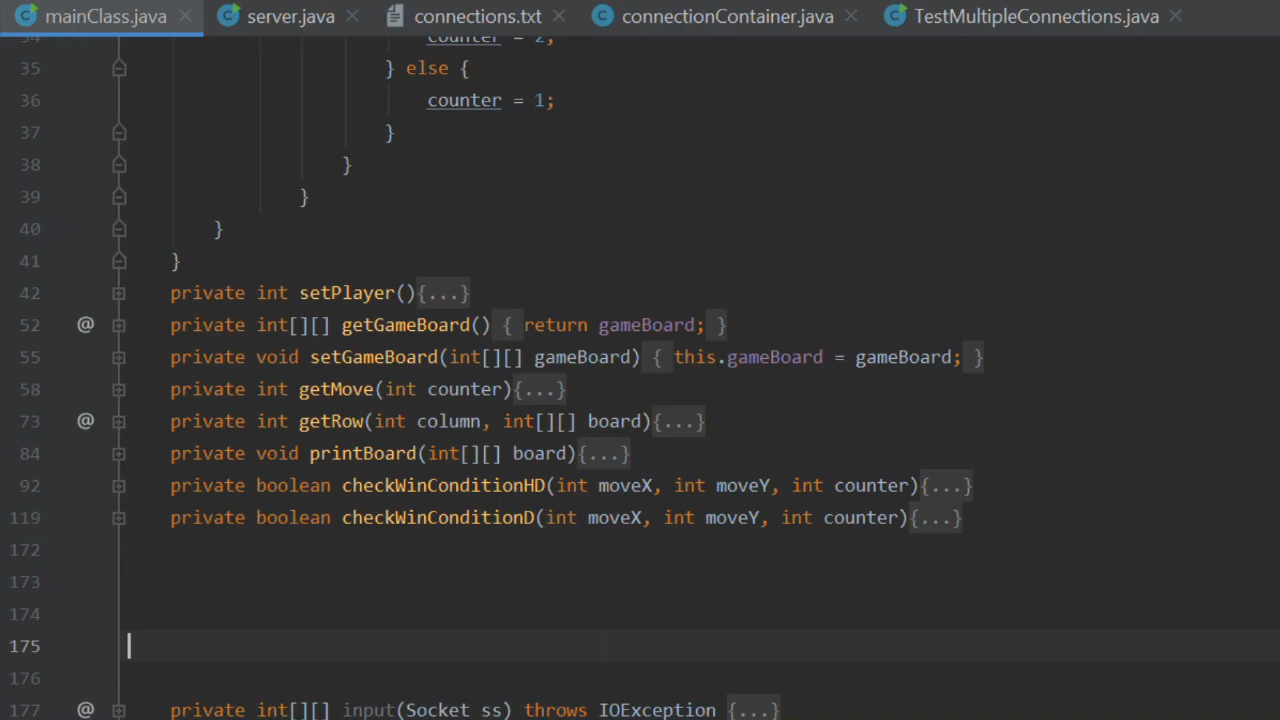 mainClass.java server.java connections.txt connectionContainer.java TestMultipleConnections.java
34 counter = 2;
35 } else {
36 counter = 1;
37 }
38 }
39 }
40 }
41 }
42 private int setPlayer(){...}
52 @ private int[][] getGameBoard() { return gameBoard; }
55 private void setGameBoard(int[][] gameBoard) { this.gameBoard = gameBoard; }
58 private int getMove(int counter){...}
73 @ private int getRow(int column, int[][] board){...}
84 private void printBoard(int[][] board){...}
92 private boolean checkWinConditionHD(int moveX, int moveY, int counter){...}
119 private boolean checkWinConditionD(int moveX, int moveY, int counter){...}
172
173
174
175
176
177 @ private int[][] input(Socket ss) throws IOException {...}